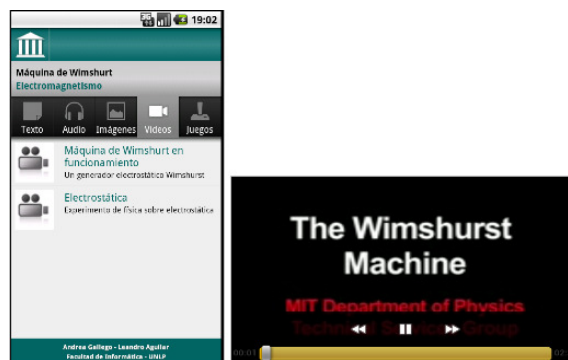 19:02
Máquina de Wimshurt
Electromagnetismo
Texto Audio Imágenes Videos Juegos
Máquina de Wimshurt en
funcionamiento
Un generador electrostático Wimshurst
Electrostática
Experimento de física sobre electrostática
Andrea Gallego - Leandro Aguilar
Facultad de Informática - UNLP
The Wimshurst
Machine
MIT Department of Physics
Technical Services Group
00:01